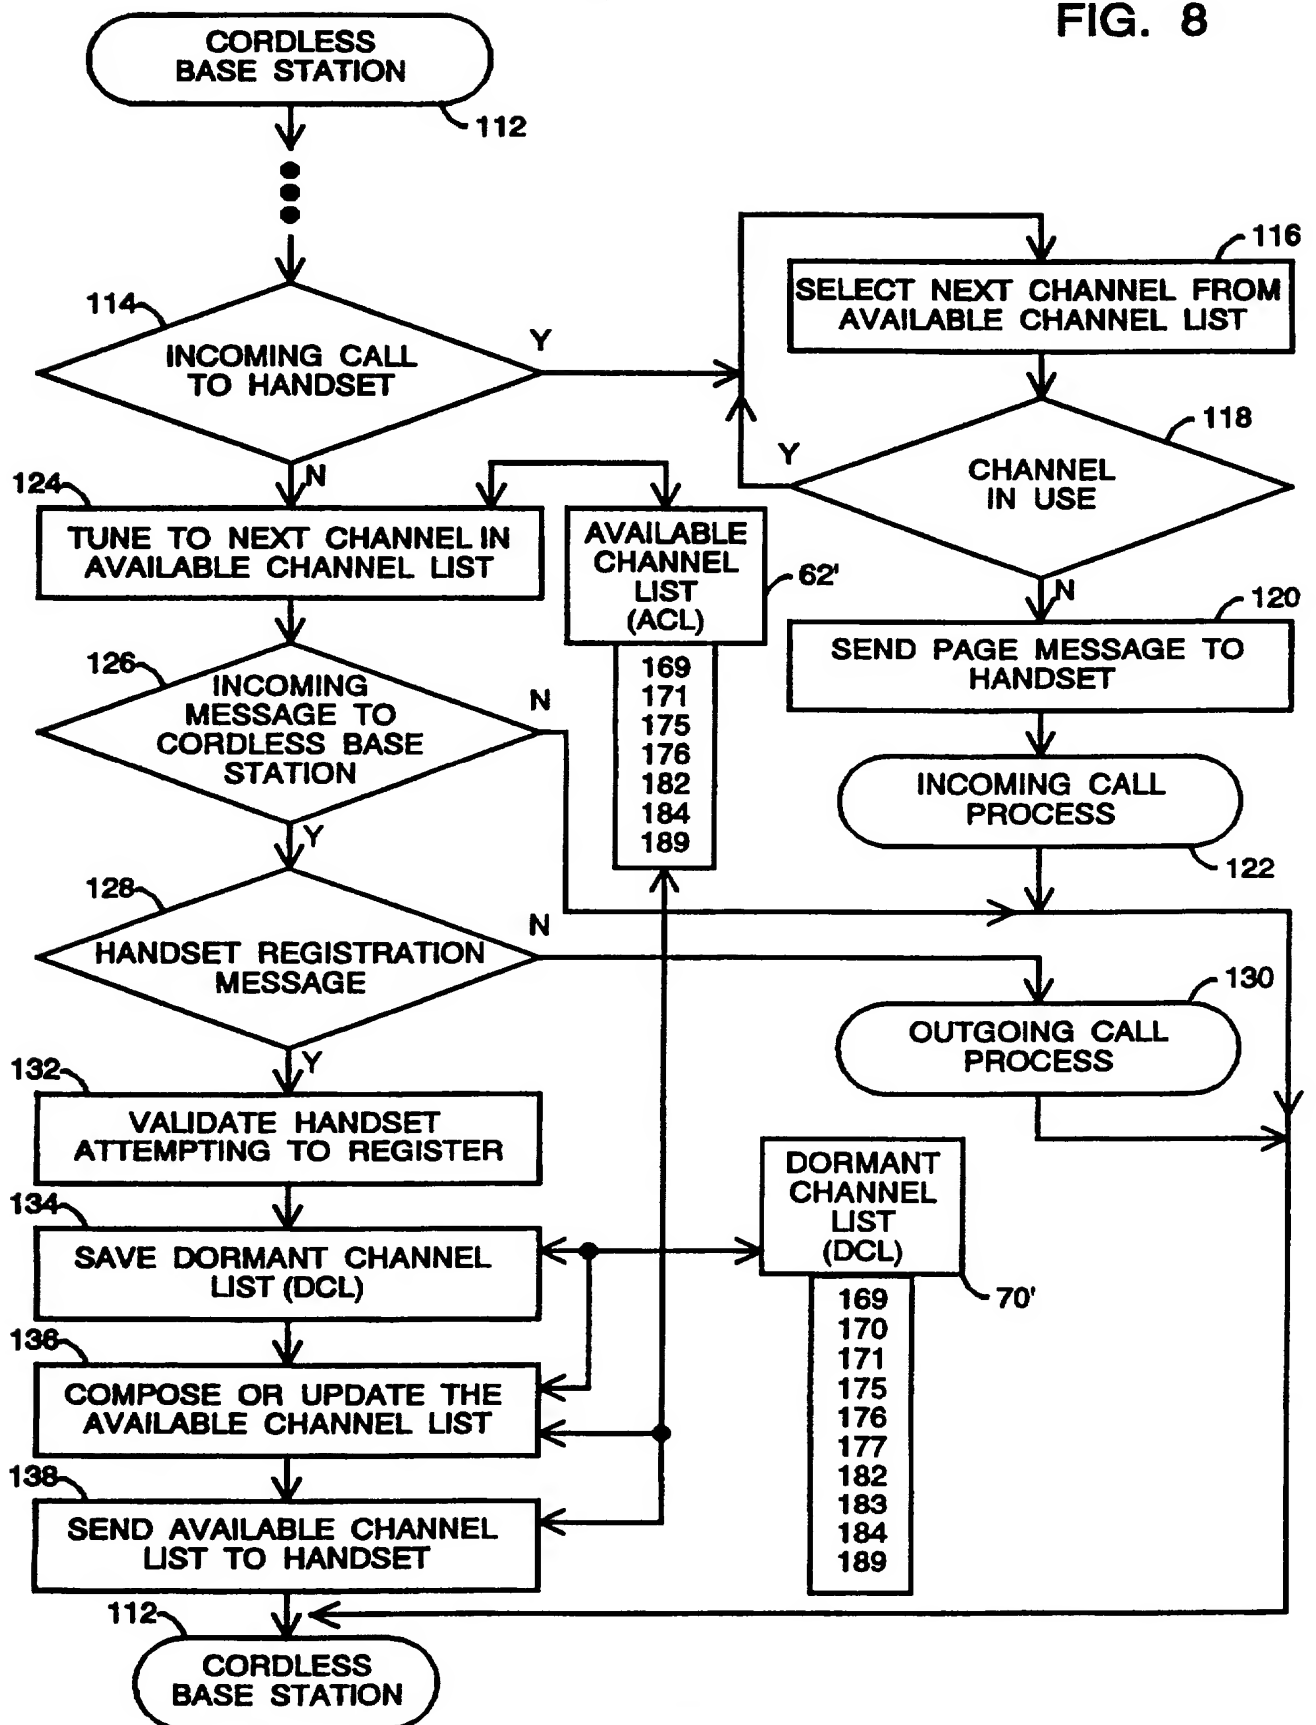 FIG. 8
CORDLESS
BASE STATION
112
114
INCOMING CALL
TO HANDSET
Y
N
116
SELECT NEXT CHANNEL FROM
AVAILABLE CHANNEL LIST
118
CHANNEL
IN USE
Y
N
120
SEND PAGE MESSAGE TO
HANDSET
INCOMING CALL
PROCESS
122
124
TUNE TO NEXT CHANNEL IN
AVAILABLE CHANNEL LIST
AVAILABLE
CHANNEL
LIST
(ACL)
62'
169
171
175
176
182
184
189
126
INCOMING
MESSAGE TO
CORDLESS BASE
STATION
N
Y
128
HANDSET REGISTRATION
MESSAGE
N
Y
130
OUTGOING CALL
PROCESS
132
VALIDATE HANDSET
ATTEMPTING TO REGISTER
134
SAVE DORMANT CHANNEL
LIST (DCL)
DORMANT
CHANNEL
LIST
(DCL)
70'
169
170
171
175
176
177
182
183
184
189
136
COMPOSE OR UPDATE THE
AVAILABLE CHANNEL LIST
138
SEND AVAILABLE CHANNEL
LIST TO HANDSET
112
CORDLESS
BASE STATION